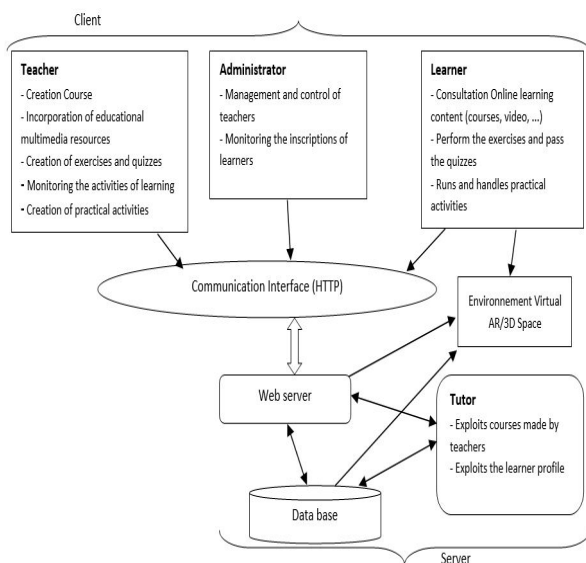 Client
Teacher
- Creation Course
- Incorporation of educational
multimedia resources
- Creation of exercises and quizzes
- Monitoring the activities of learning
- Creation of practical activities
Administrator
- Management and control of
teachers
- Monitoring the inscriptions of
learners
Learner
- Consultation Online learning
content (courses, video, ...)
- Perform the exercises and pass
the quizzes
- Runs and handles practical
activities
Communication Interface (HTTP)
Environnement Virtual
AR/3D Space
Web server
Tutor
- Exploits courses made by
teachers
- Exploits the learner profile
Data base
Server